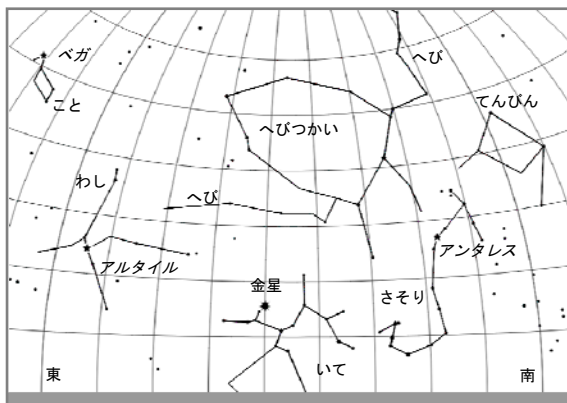 ベガ
こと
へび
てんびん
へびつかい
わし
へび
アルタイル
アンタレス
金星
さそり
いて
東
南